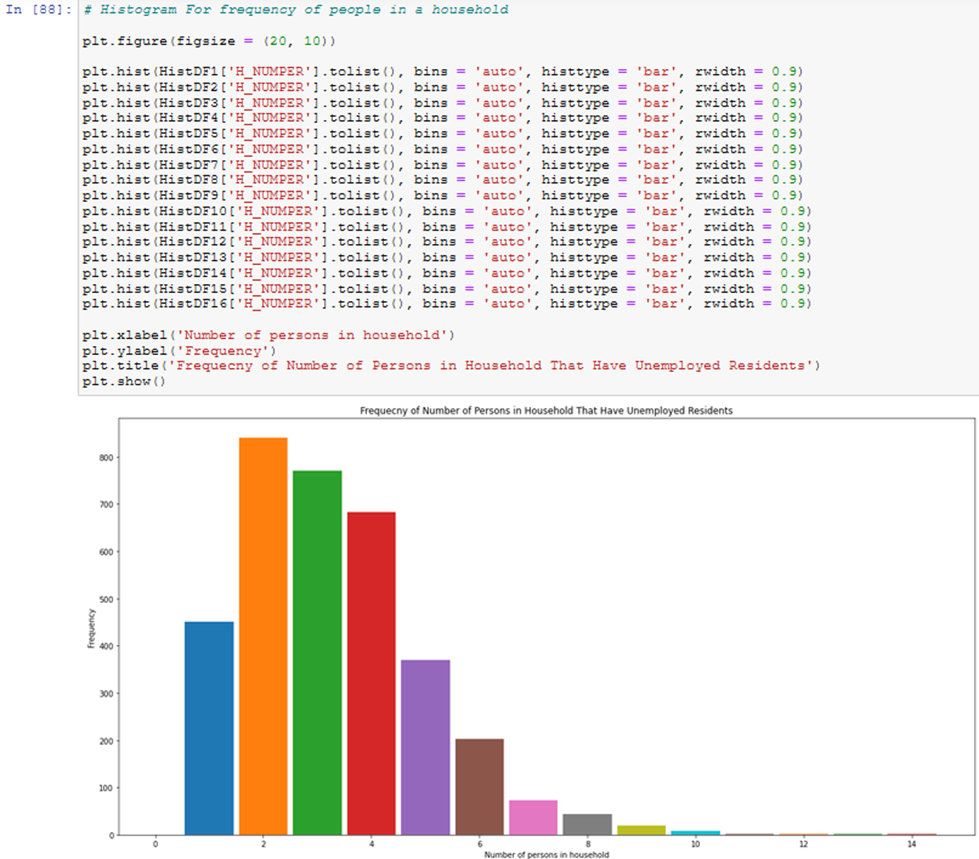 In [88]: # Histogram For frequency of people in a household
plt.figure(figsize = (20, 10))
plt.hist(HistDF1['H_NUMPER'].tolist(), bins = 'auto', histtype = 'bar', rwidth = 0.9)
plt.hist(HistDF2['H_NUMPER'].tolist(), bins = 'auto', histtype = 'bar', rwidth = 0.9)
plt.hist(HistDF3['H_NUMPER'].tolist(), bins = 'auto', histtype = 'bar', rwidth = 0.9)
plt.hist(HistDF4['H_NUMPER'].tolist(), bins = 'auto', histtype = 'bar', rwidth = 0.9)
plt.hist(HistDF5['H_NUMPER'].tolist(), bins = 'auto', histtype = 'bar', rwidth = 0.9)
plt.hist(HistDF6['H_NUMPER'].tolist(), bins = 'auto', histtype = 'bar', rwidth = 0.9)
plt.hist(HistDF7['H_NUMPER'].tolist(), bins = 'auto', histtype = 'bar', rwidth = 0.9)
plt.hist(HistDF8['H_NUMPER'].tolist(), bins = 'auto', histtype = 'bar', rwidth = 0.9)
plt.hist(HistDF9['H_NUMPER'].tolist(), bins = 'auto', histtype = 'bar', rwidth = 0.9)
plt.hist(HistDF10['H_NUMPER'].tolist(), bins = 'auto', histtype = 'bar', rwidth = 0.9)
plt.hist(HistDF11['H_NUMPER'].tolist(), bins = 'auto', histtype = 'bar', rwidth = 0.9)
plt.hist(HistDF12['H_NUMPER'].tolist(), bins = 'auto', histtype = 'bar', rwidth = 0.9)
plt.hist(HistDF13['H_NUMPER'].tolist(), bins = 'auto', histtype = 'bar', rwidth = 0.9)
plt.hist(HistDF14['H_NUMPER'].tolist(), bins = 'auto', histtype = 'bar', rwidth = 0.9)
plt.hist(HistDF15['H_NUMPER'].tolist(), bins = 'auto', histtype = 'bar', rwidth = 0.9)
plt.hist(HistDF16['H_NUMPER'].tolist(), bins = 'auto', histtype = 'bar', rwidth = 0.9)
plt.xlabel('Number of persons in household')
plt.ylabel('Frequency')
plt.title('Frequecny of Number of Persons in Household That Have Unemployed Residents')
plt.show()
Frequecny of Number of Persons in Household That Have Unemployed Residents
800
700
600
500
400
300
200
100
0
Frequency
0 2 4 6 8 10 12 14
Number of persons in household